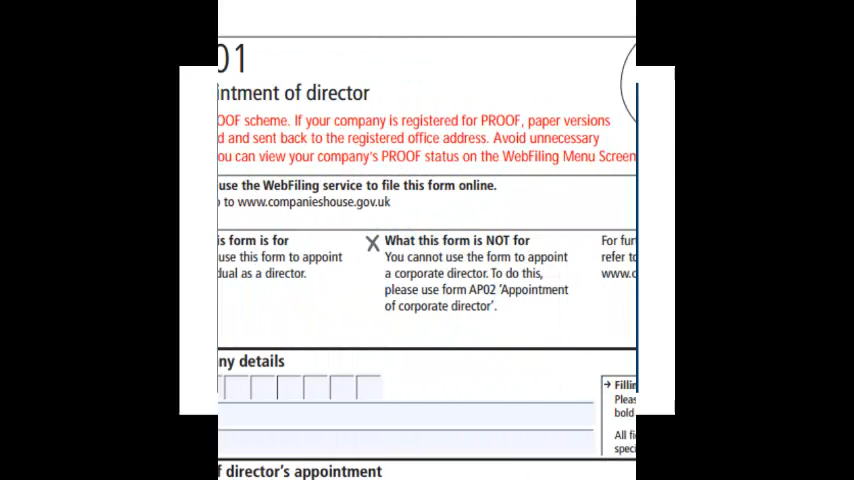 01
intment of director
OOF scheme. If your company is registered for PROOF, paper versions
d and sent back to the registered office address. Avoid unnecessary
ou can view your company's PROOF status on the WebFiling Menu Screen
use the WebFiling service to file this form online.
to www.companieshouse.gov.uk
is form is for
use this form to appoint
dual as a director.
What this form is NOT for
You cannot use the form to appoint
a corporate director. To do this,
please use form AP02 'Appointment
of corporate director'.
For fur
refer to
www.c
ny details
Fillin
Pleas
bold
All fi
speci
f director's appointment